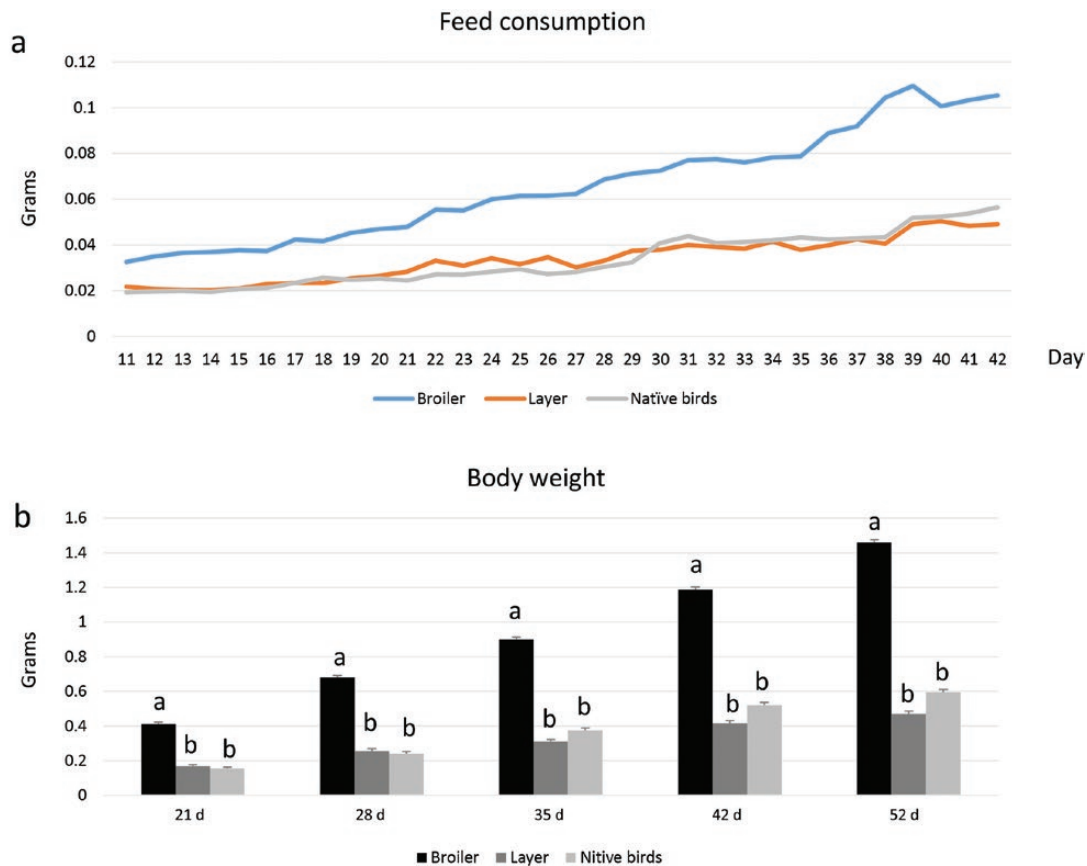 a
Feed consumption
0.12
0.1
0.08
0.06
0.04
0.02
0
Grams
11 12 13 14 15 16 17 18 19 20 21 22 23 24 25 26 27 28 29 30 31 32 33 34 35 36 37 38 39 40 41 42 Day
Broiler Layer Natïve birds
b
Body weight
1.6
1.4
1.2
1
0.8
0.6
0.4
0.2
0
Grams
a b b a b b a b b a b b a b b
21 d 28 d 35 d 42 d 52 d
Broiler Layer Nitive birds